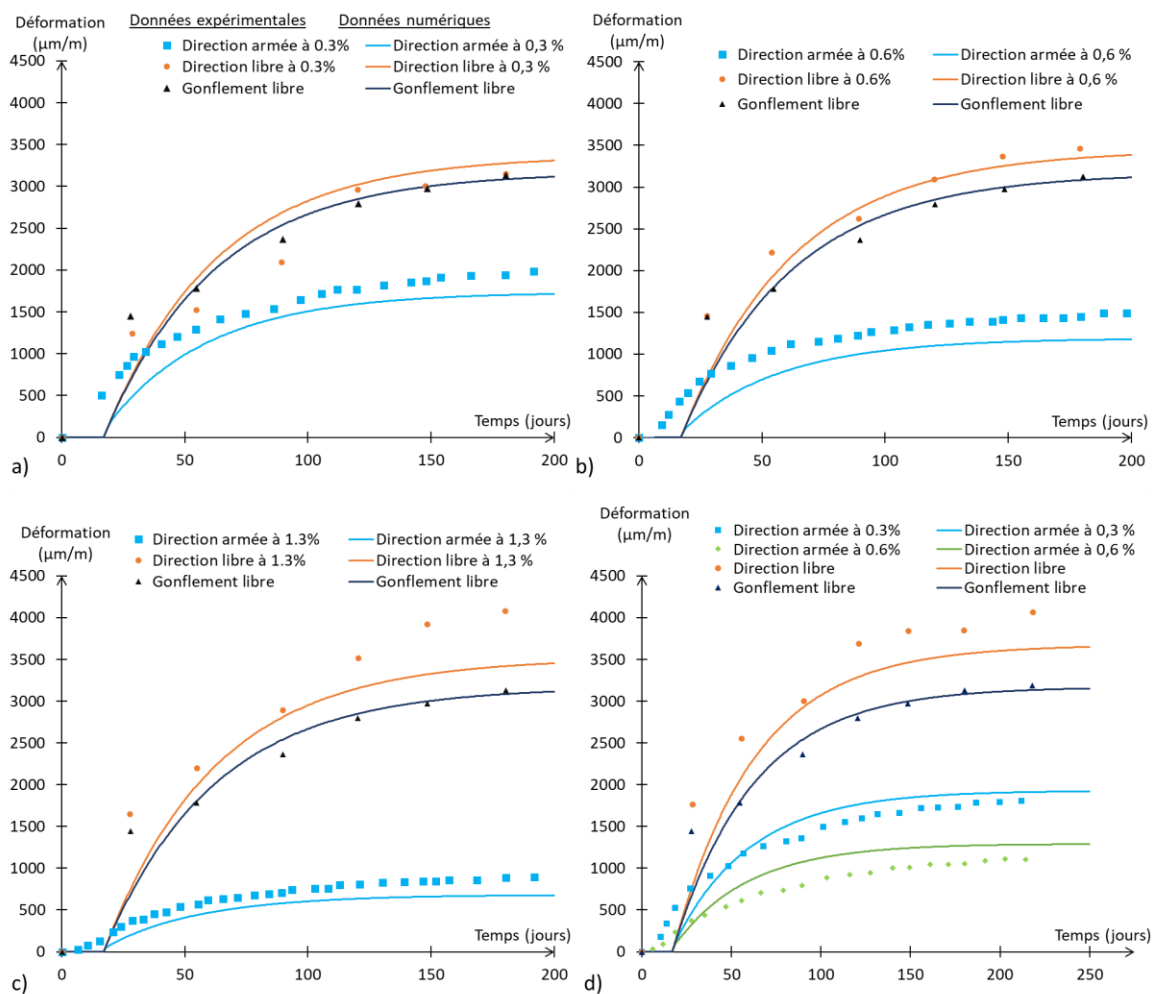 Déformation
(µm/m)
Données expérimentales
Données numériques
Direction armée à 0.3%
Direction armée à 0,3 %
Direction libre à 0.3%
Direction libre à 0,3 %
Gonflement libre
Gonflement libre
4500
4000
3500
3000
2500
2000
1500
1000
500
0
Temps (jours)
0 50 100 150 200
a)
Déformation
(µm/m)
Direction armée à 0.6%
Direction armée à 0,6 %
Direction libre à 0.6%
Direction libre à 0,6 %
Gonflement libre
Gonflement libre
4500
4000
3500
3000
2500
2000
1500
1000
500
0
Temps (jours)
0 50 100 150 200
b)
Déformation
(µm/m)
Direction armée à 1.3%
Direction armée à 1,3 %
Direction libre à 1.3%
Direction libre à 1,3 %
Gonflement libre
Gonflement libre
4500
4000
3500
3000
2500
2000
1500
1000
500
0
Temps (jours)
0 50 100 150 200
c)
Déformation
(µm/m)
Direction armée à 0.3%
Direction armée à 0,3 %
Direction armée à 0.6%
Direction armée à 0,6 %
Direction libre
Direction libre
Gonflement libre
Gonflement libre
4500
4000
3500
3000
2500
2000
1500
1000
500
0
Temps (jours)
0 50 100 150 200 250
d)